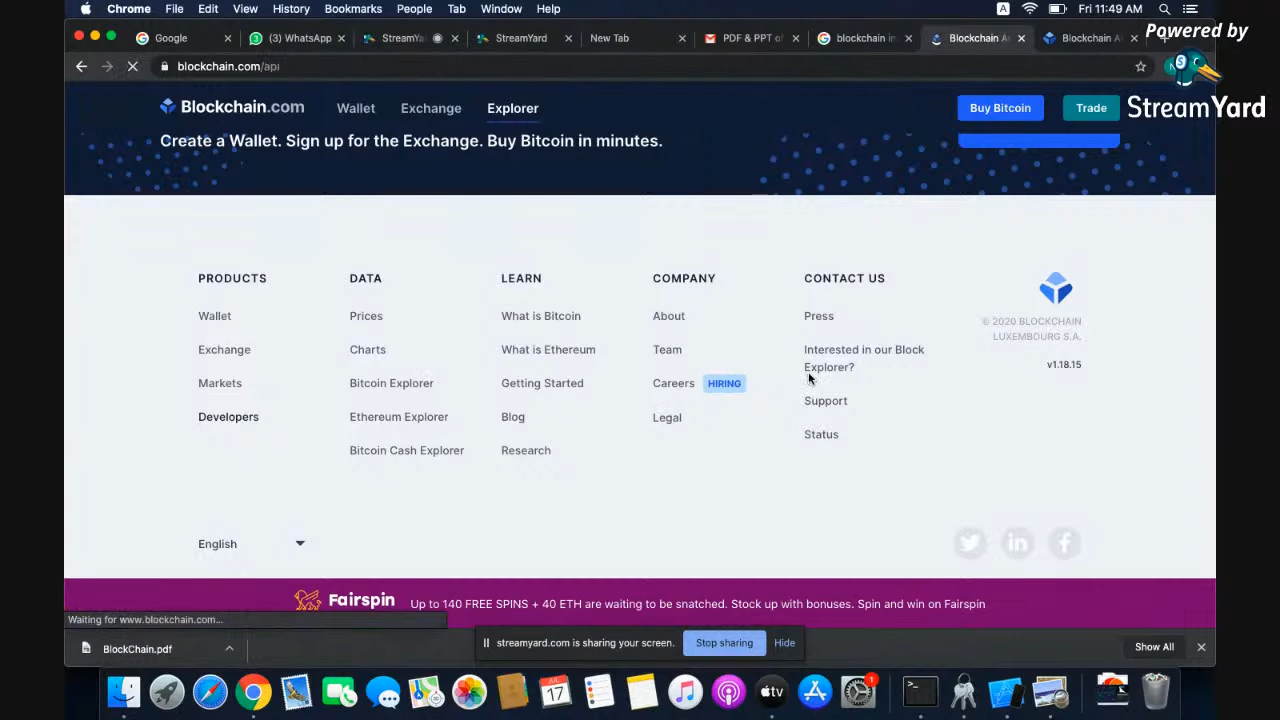 Chrome File Edit View History Bookmarks People Tab Window Help
A Fri 11:49 AM
Powered by
StreamYard
Google
(3) WhatsApp
StreamYa
StreamYard
New Tab
PDF & PPT of
blockchain in
Blockchain A
Blockchain A
blockchain.com/api
Blockchain.com Wallet Exchange Explorer Buy Bitcoin Trade
Create a Wallet. Sign up for the Exchange. Buy Bitcoin in minutes.
PRODUCTS
Wallet
Exchange
Markets
Developers
DATA
Prices
Charts
Bitcoin Explorer
Ethereum Explorer
Bitcoin Cash Explorer
LEARN
What is Bitcoin
What is Ethereum
Getting Started
Blog
Research
COMPANY
About
Team
Careers HIRING
Legal
CONTACT US
Press
Interested in our Block
Explorer?
Support
Status
© 2020 BLOCKCHAIN
LUXEMBOURG S.A.
v1.18.15
English
Fairspin Up to 140 FREE SPINS + 40 ETH are waiting to be snatched. Stock up with bonuses. Spin and win on Fairspin
Waiting for www.blockchain.com...
streamyard.com is sharing your screen. Stop sharing Hide
BlockChain.pdf
Show All
JUL
17
tv
1